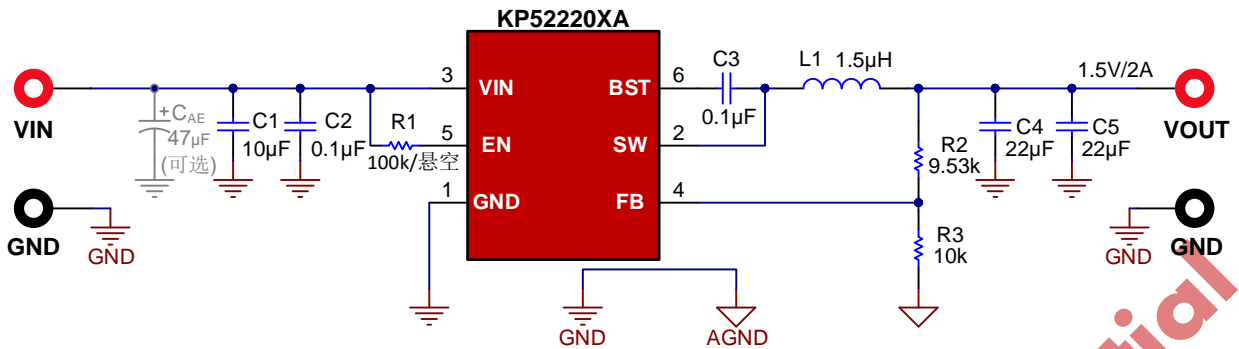 KP52220XA
VIN
GND
GND
+CAE
47µF
(可选)
C1
10µF
C2
0.1µF
R1
100k/悬空
3
5
1
VIN
EN
GND
BST
SW
FB
6
2
4
C3
0.1µF
L1 1.5µH
R2
9.53k
R3
10k
GND
AGND
C4
22µF
C5
22µF
1.5V/2A
VOUT
GND
GND